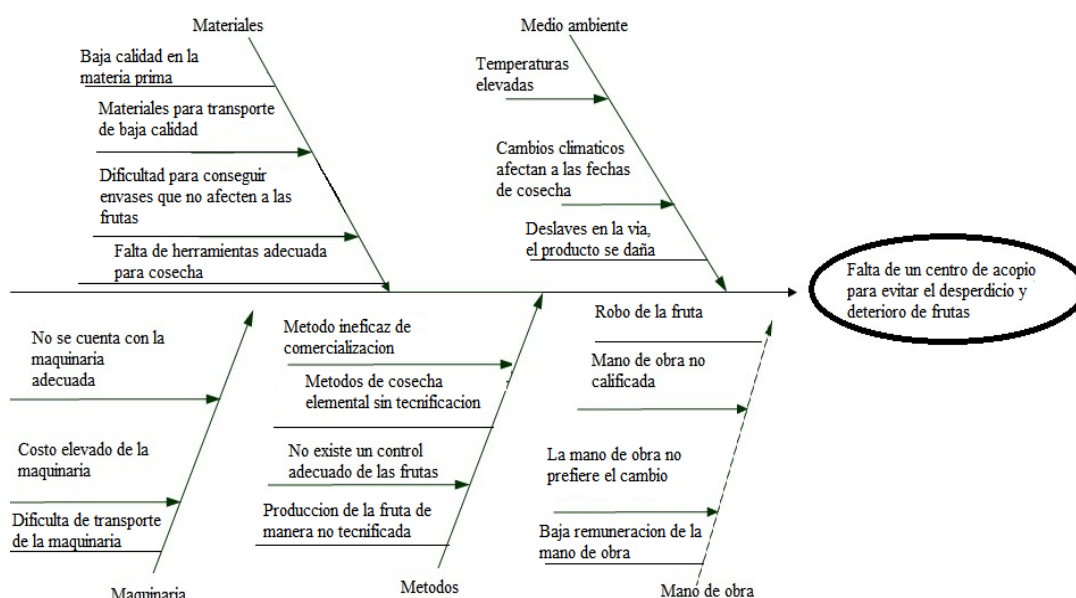 Materiales
Baja calidad en la
materia prima
Materiales para transporte
de baja calidad
Dificultad para conseguir
envases que no afecten a las
frutas
Falta de herramientas adecuada
para cosecha
Medio ambiente
Temperaturas
elevadas
Cambios climaticos
afectan a las fechas
de cosecha
Deslaves en la via,
el producto se daña
Falta de un centro de acopio
para evitar el desperdicio y
deterioro de frutas
No se cuenta con la
maquinaria
adecuada
Costo elevado de la
maquinaria
Dificulta de transporte
de la maquinaria
Maquinaria
Metodo ineficaz de
comercializacion
Metodos de cosecha
elemental sin tecnificacion
No existe un control
adecuado de las frutas
Produccion de la fruta de
manera no tecnificada
Metodos
Robo de la fruta
Mano de obra no
calificada
La mano de obra no
prefiere el cambio
Baja remuneracion de la
mano de obra
Mano de obra